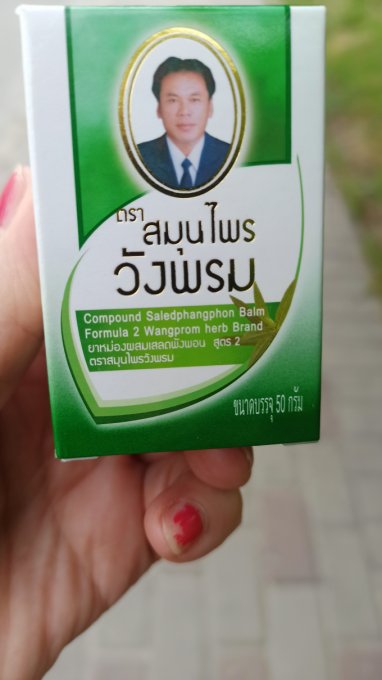 ตรา
สมุนไพร
วังพรม
Compound Saledphangphon Balm
Formula 2 Wangprom herb Brand
ยาหม่องผสมเสลดพังพอน สูตร 2
ตราสมุนไพรวังพรม
ขนาดบรรจุ 50 กรัม